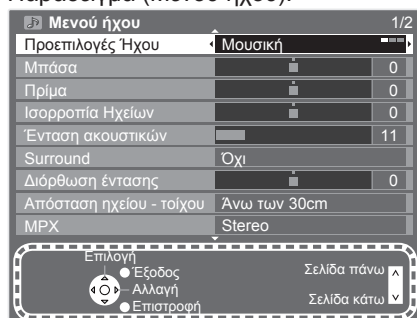 Μενού ήχου 1/2
Προεπιλογές Ήχου Μουσική
Μπάσα 0
Πρίμα 0
Ισορροπία Ηχείων 0
Ένταση ακουστικών 11
Surround Όχι
Διόρθωση έντασης 0
Απόσταση ηχείου - τοίχου Άνω των 30cm
MPX Stereo
Επιλογή
Έξοδος
Αλλαγή
Επιστροφή
Σελίδα πάνω
Σελίδα κάτω